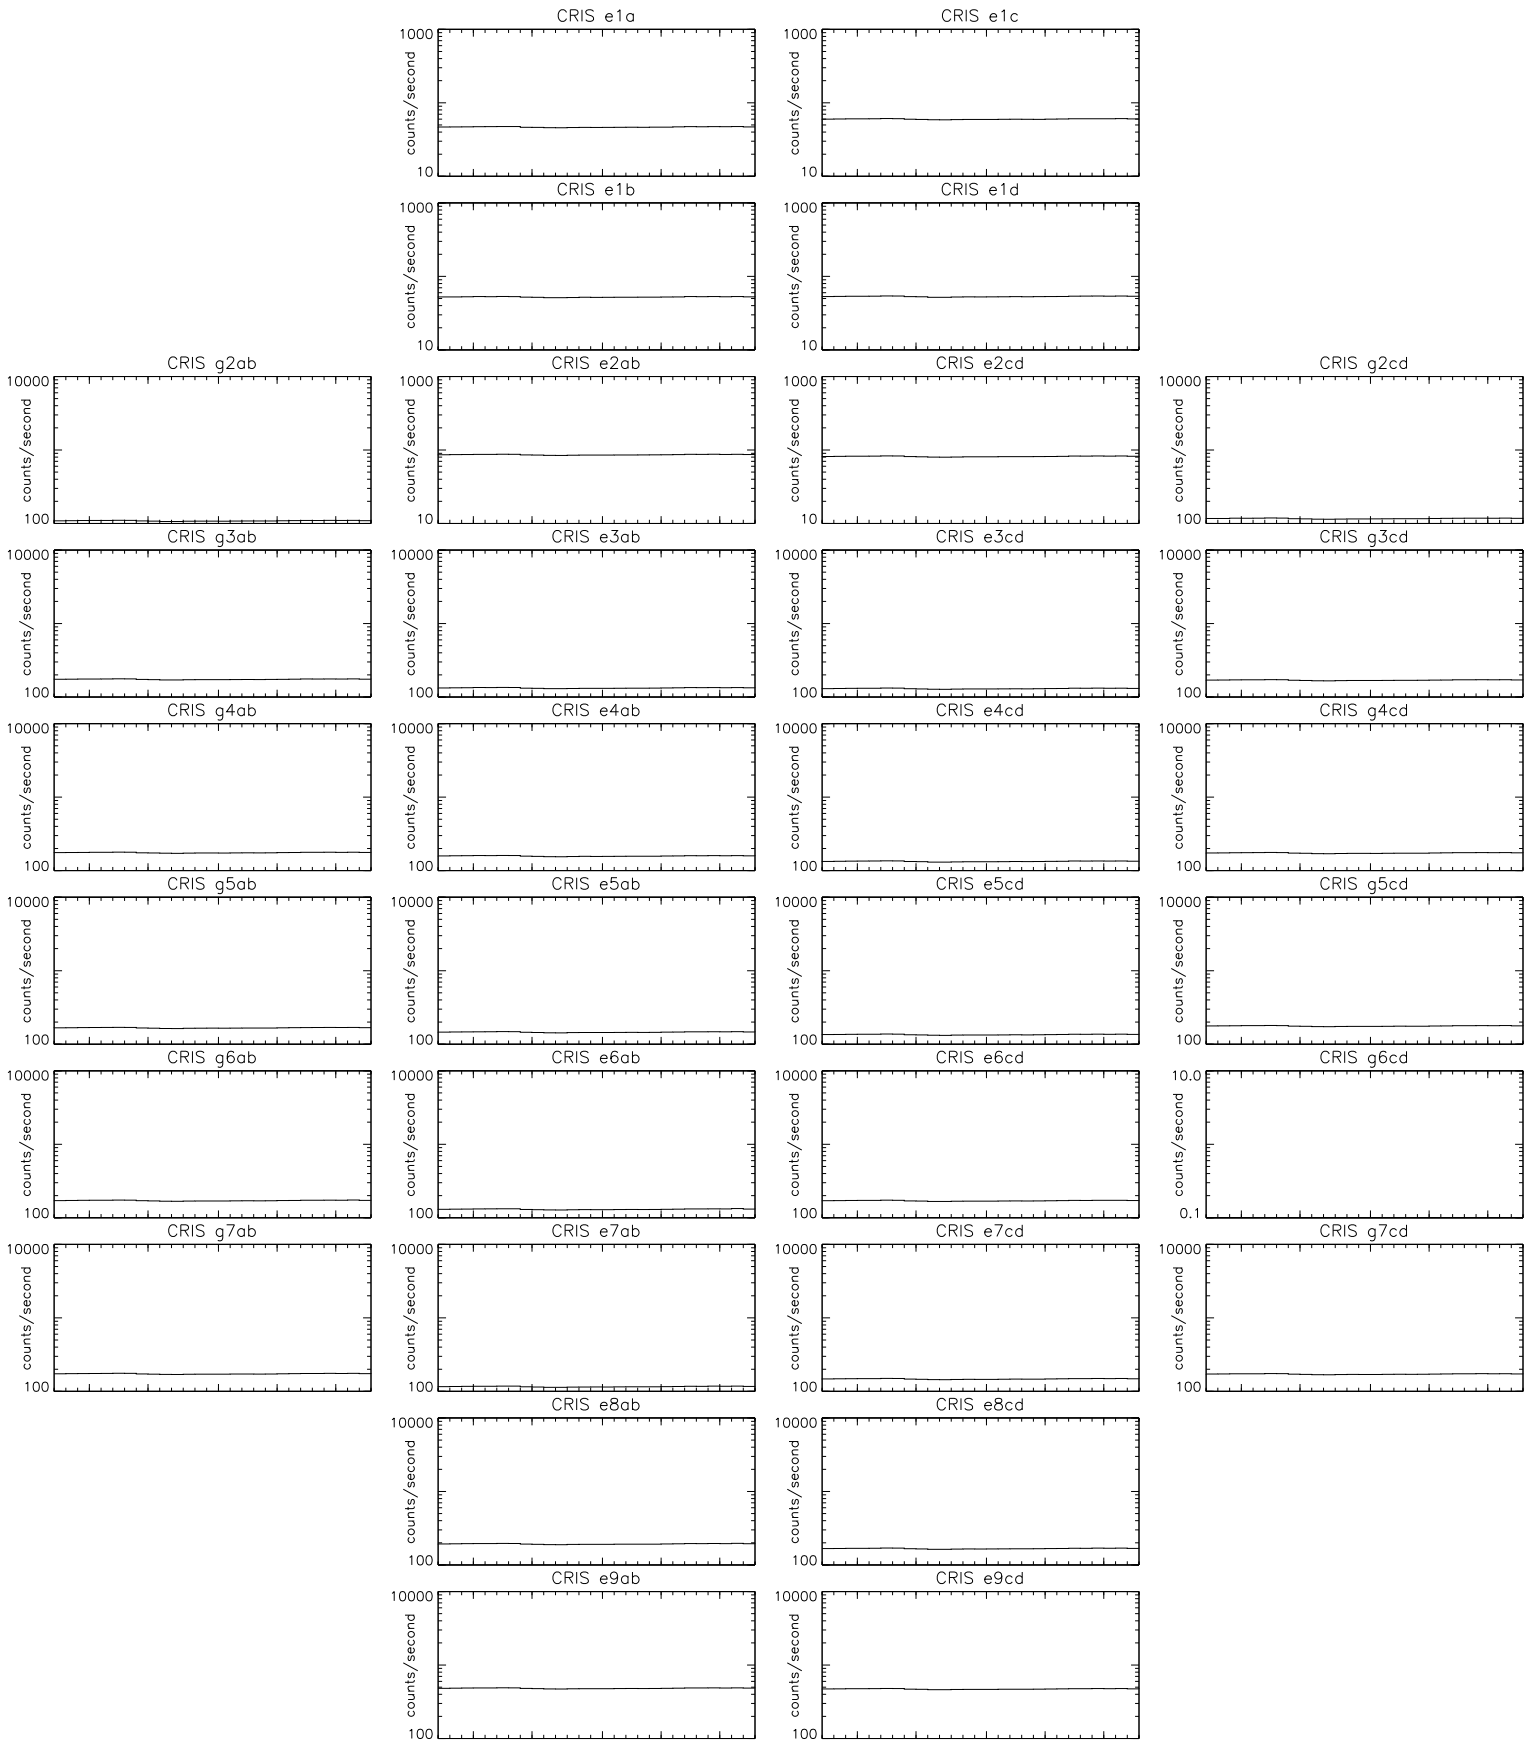 CRIS e1a CRIS e1c
1000 1000
counts/second counts/second
10 10
CRIS e1b CRIS e1d
1000 1000
counts/second counts/second
10 10
CRIS g2ab CRIS e2ab CRIS e2cd CRIS g2cd
10000 1000 1000 10000
counts/second counts/second counts/second counts/second
100 10 10 100
CRIS g3ab CRIS e3ab CRIS e3cd CRIS g3cd
10000 10000 10000 10000
counts/second counts/second counts/second counts/second
100 100 100 100
CRIS g4ab CRIS e4ab CRIS e4cd CRIS g4cd
10000 10000 10000 10000
counts/second counts/second counts/second counts/second
100 100 100 100
CRIS g5ab CRIS e5ab CRIS e5cd CRIS g5cd
10000 10000 10000 10000
counts/second counts/second counts/second counts/second
100 100 100 100
CRIS g6ab CRIS e6ab CRIS e6cd CRIS g6cd
10000 10000 10000 10.0
counts/second counts/second counts/second counts/second
100 100 100 0.1
CRIS g7ab CRIS e7ab CRIS e7cd CRIS g7cd
10000 10000 10000 10000
counts/second counts/second counts/second counts/second
100 100 100 100
CRIS e8ab CRIS e8cd
10000 10000
counts/second counts/second
100 100
CRIS e9ab CRIS e9cd
10000 10000
counts/second counts/second
100 100